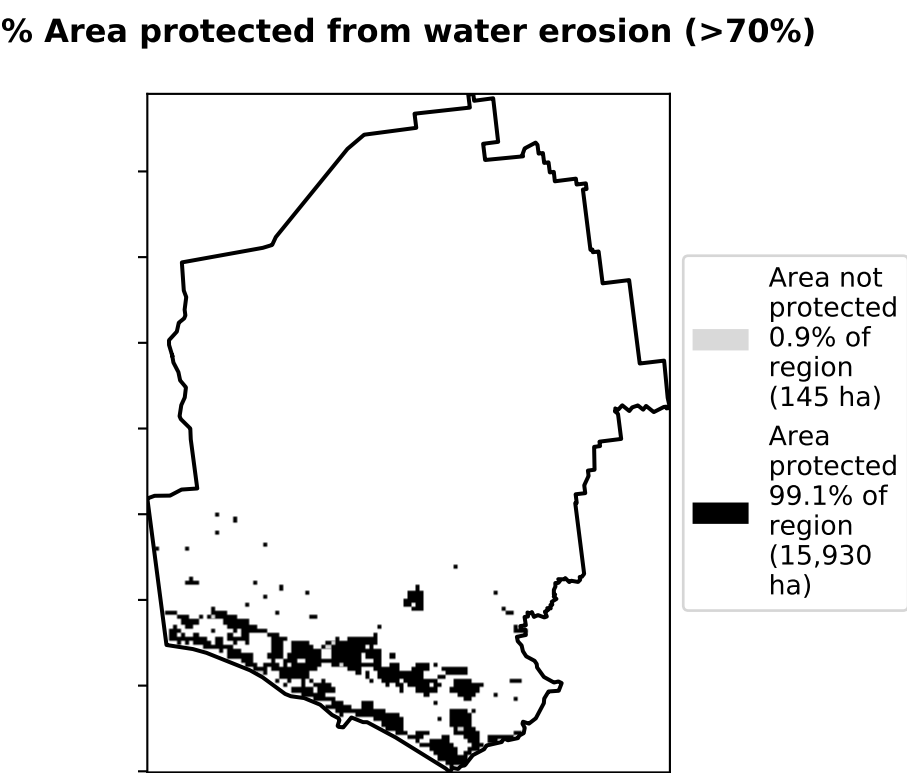 % Area protected from water erosion (>70%)
Area not
protected
0.9% of
region
(145 ha)
Area
protected
99.1% of
region
(15,930
ha)